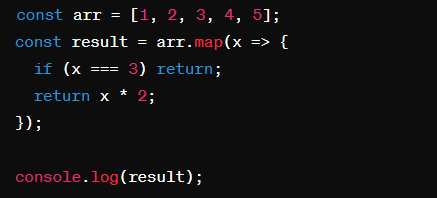 const arr = [1, 2, 3, 4, 5];
const result = arr.map(x => {
  if (x === 3) return;
  return x * 2;
});

console.log(result);